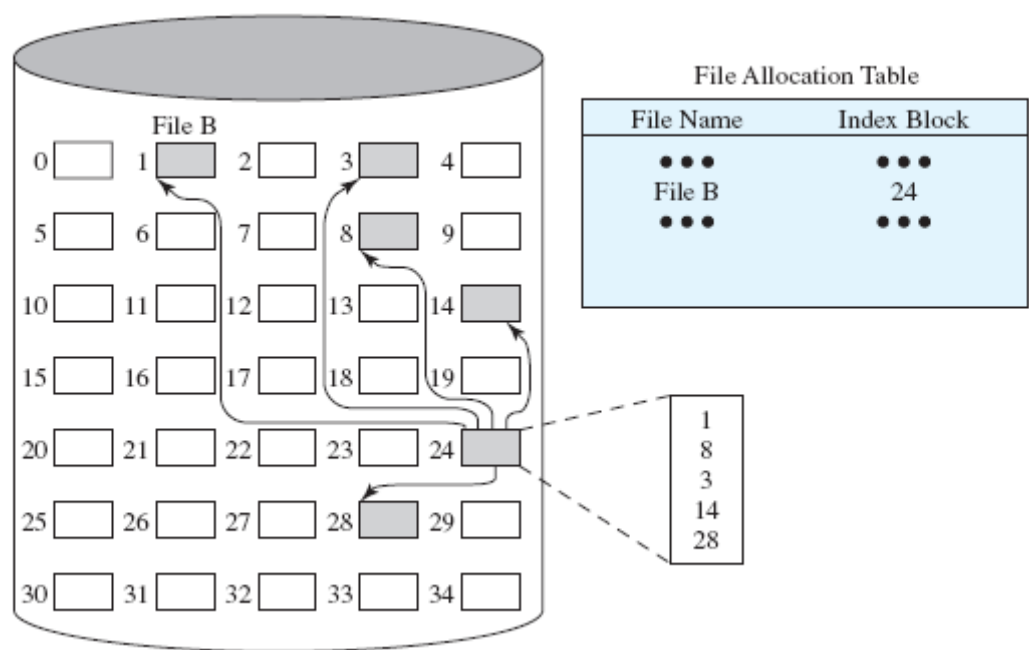 File Allocation Table
File Name Index Block
File B 24
File B
0 1 2 3 4
5 6 7 8 9
10 11 12 13 14
15 16 17 18 19
20 21 22 23 24
25 26 27 28 29
30 31 32 33 34
1
8
3
14
28